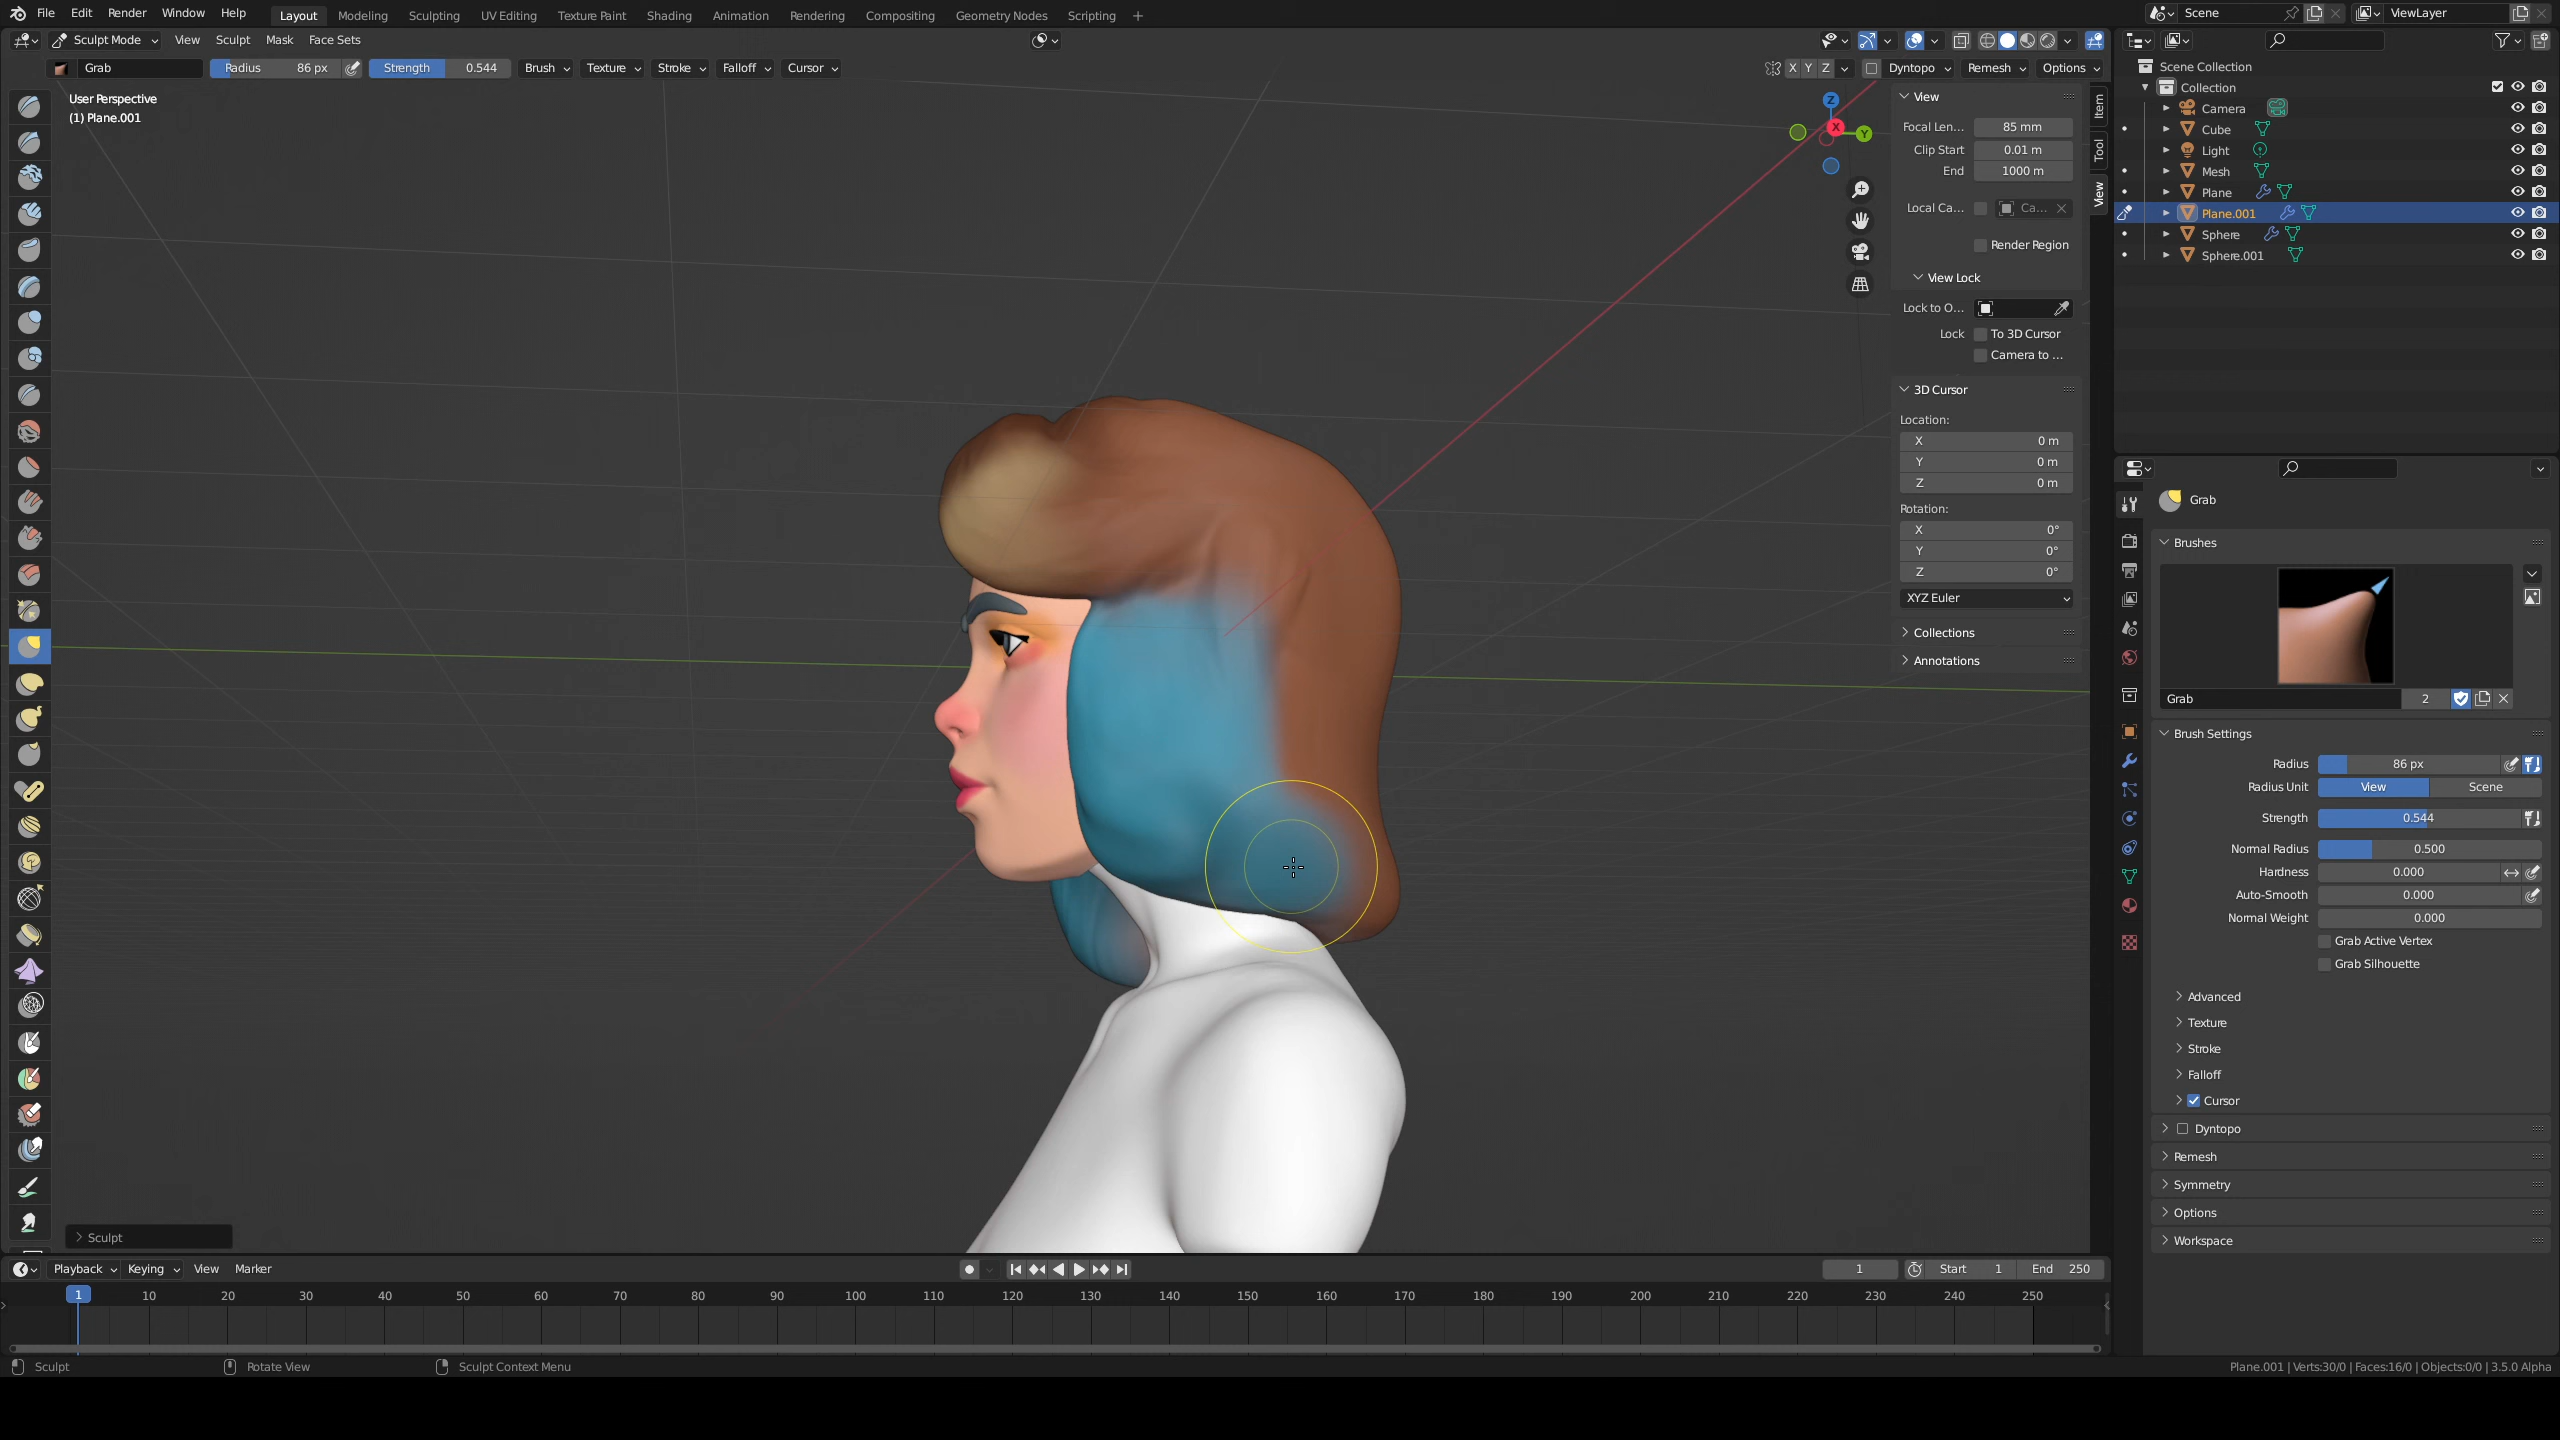 File Edit Render Window Help Layout Modeling Sculpting UV Editing Texture Paint Shading Animation Rendering Compositing Geometry Nodes Scripting + Scene ViewLayer
Sculpt Mode View Sculpt Mask Face Sets
Grab Radius 86 px Strength 0.544 Brush Texture Stroke Falloff Cursor X Y Z Dyntopo Remesh Options
User Perspective
(1) Plane.001
Z
X
Y
View
Focal Len... 85 mm
Clip Start 0.01 m
End 1000 m
Local Ca... Ca...
Render Region
View Lock
Lock to O...
Lock To 3D Cursor
Camera to ...
3D Cursor
Location:
X 0 m
Y 0 m
Z 0 m
Rotation:
X 0°
Y 0°
Z 0°
XYZ Euler
Collections
Annotations
Item
Tool
View
Scene Collection
Collection
Camera
Cube
Light
Mesh
Plane
Plane.001
Sphere
Sphere.001
Grab
Brushes
Grab 2
Brush Settings
Radius 86 px
Radius Unit View Scene
Strength 0.544
Normal Radius 0.500
Hardness 0.000
Auto-Smooth 0.000
Normal Weight 0.000
Grab Active Vertex
Grab Silhouette
Advanced
Texture
Stroke
Falloff
Cursor
Dyntopo
Remesh
Symmetry
Options
Workspace
Sculpt
Playback Keying View Marker 1 Start 1 End 250
1 10 20 30 40 50 60 70 80 90 100 110 120 130 140 150 160 170 180 190 200 210 220 230 240 250
Sculpt Rotate View Sculpt Context Menu Plane.001 | Verts:30/0 | Faces:16/0 | Objects:0/0 | 3.5.0 Alpha